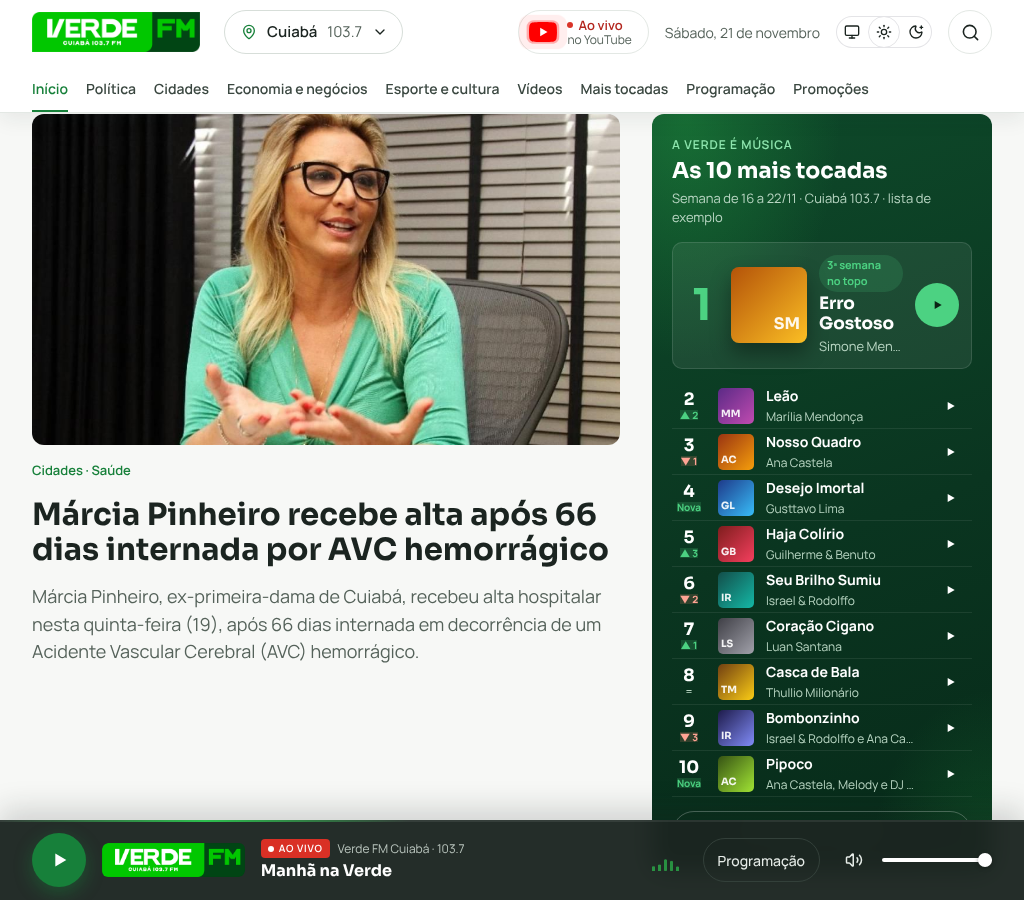 VERDE FM
CUIABÁ 103.7 FM
Cuiabá 103.7
Ao vivo
no YouTube
Sábado, 21 de novembro
Início Política Cidades Economia e negócios Esporte e cultura Vídeos Mais tocadas Programação Promoções
Cidades · Saúde
Márcia Pinheiro recebe alta após 66
dias internada por AVC hemorrágico
Márcia Pinheiro, ex-primeira-dama de Cuiabá, recebeu alta hospitalar
nesta quinta-feira (19), após 66 dias internada em decorrência de um
Acidente Vascular Cerebral (AVC) hemorrágico.
A VERDE É MÚSICA
As 10 mais tocadas
Semana de 16 a 22/11 · Cuiabá 103.7 · lista de
exemplo
1
SM
3ª semana
no topo
Erro
Gostoso
Simone Men...
2 ▲ 2 MM
Leão
Marília Mendonça
3 ▼ 1 AC
Nosso Quadro
Ana Castela
4 Nova GL
Desejo Imortal
Gusttavo Lima
5 ▲ 3 GB
Haja Colírio
Guilherme & Benuto
6 ▼ 2 IR
Seu Brilho Sumiu
Israel & Rodolffo
7 ▲ 1 LS
Coração Cigano
Luan Santana
8 = TM
Casca de Bala
Thullio Milionário
9 ▼ 3 IR
Bombonzinho
Israel & Rodolffo e Ana Ca...
10 Nova AC
Pipoco
Ana Castela, Melody e DJ ...
VERDE FM
CUIABÁ 103.7 FM
AO VIVO Verde FM Cuiabá · 103.7
Manhã na Verde
Programação